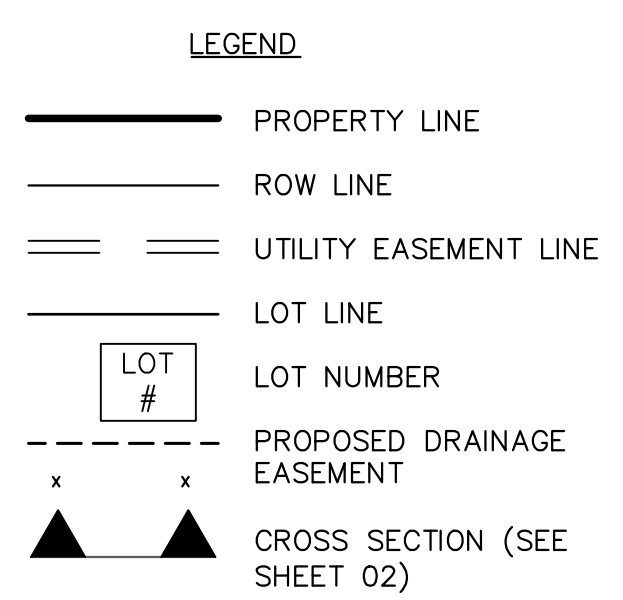 LEGEND
PROPERTY LINE
ROW LINE
UTILITY EASEMENT LINE
LOT LINE
LOT
#
LOT NUMBER
PROPOSED DRAINAGE
EASEMENT
x x
CROSS SECTION (SEE
SHEET 02)